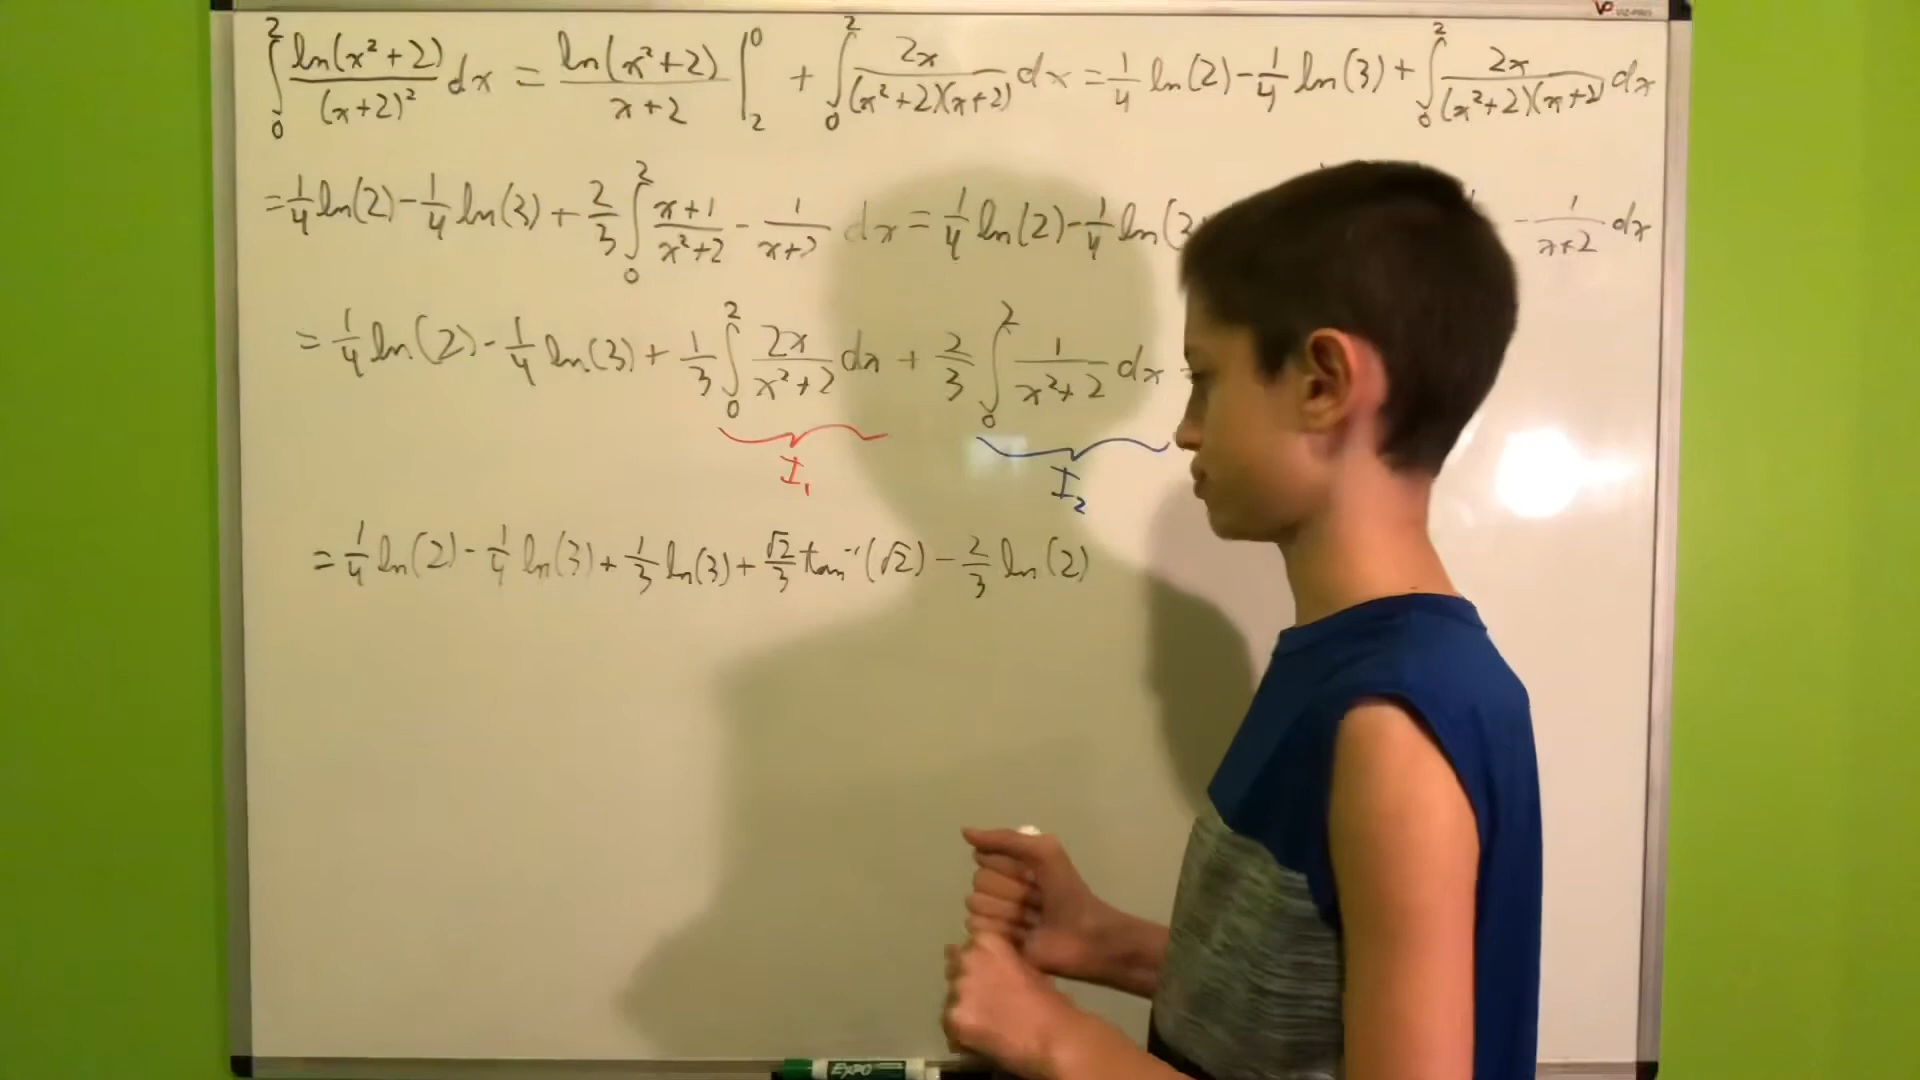 VIZ-PRO
∫₀² ln(x²+2)/(x+2)² dx = ln(x²+2)/(x+2) |₂⁰ + ∫₀² 2x/((x²+2)(x+2)) dx = 1/4 ln(2) - 1/4 ln(3) + ∫₀² 2x/((x²+2)(x+2)) dx
= 1/4 ln(2) - 1/4 ln(3) + 2/3 ∫₀² x+1/(x²+2) - 1/(x+2) dx = 1/4 ln(2) - 1/4 ln(3 - 1/(x+2) dx
= 1/4 ln(2) - 1/4 ln(3) + 1/3 ∫₀² 2x/(x²+2) dx + 2/3 ∫₀² 1/(x²+2) dx
I₁ I₂
= 1/4 ln(2) - 1/4 ln(3) + 1/3 ln(3) + √2/3 tan⁻¹(√2) - 2/3 ln(2)
EXPO